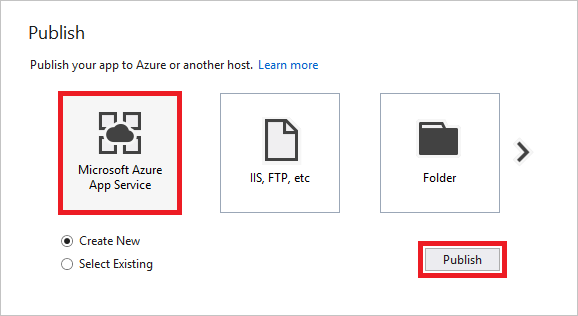 Publish
Publish your app to Azure or another host. Learn more
Microsoft Azure
App Service
IIS, FTP, etc
Folder
Create New
Select Existing
Publish